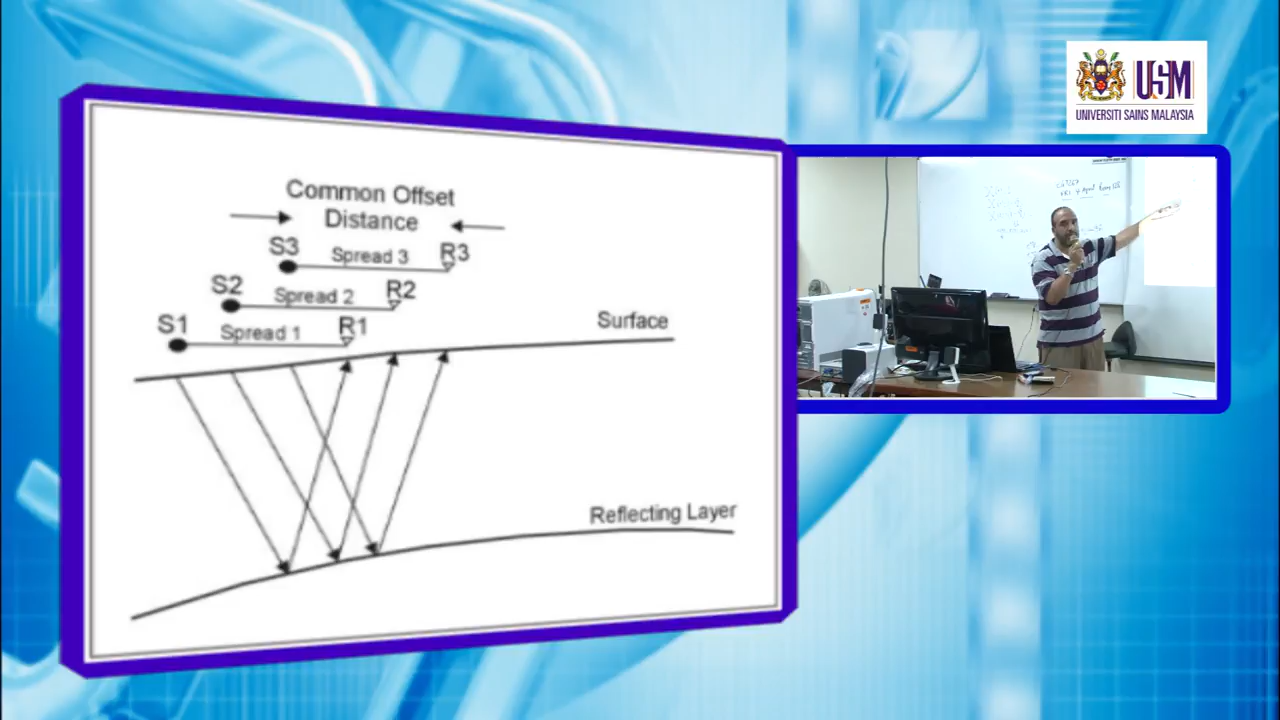 Common Offset
Distance
S3
Spread 3
R3
S2
Spread 2
R2
S1
Spread 1
R1
Surface
Reflecting Layer
USM
UNIVERSITI SAINS MALAYSIA